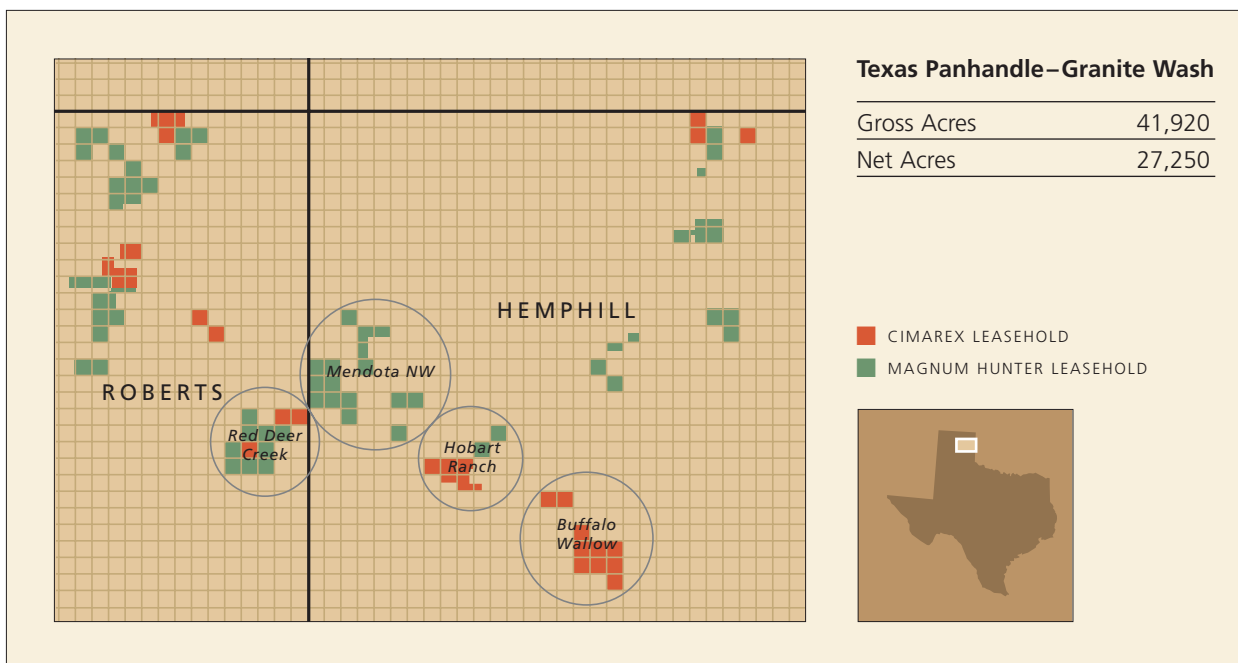 Texas Panhandle–Granite Wash
Gross Acres 41,920
Net Acres 27,250
HEMPHILL
Mendota NW
ROBERTS
Red Deer
Creek
Hobart
Ranch
Buffalo
Wallow
CIMAREX LEASEHOLD
MAGNUM HUNTER LEASEHOLD